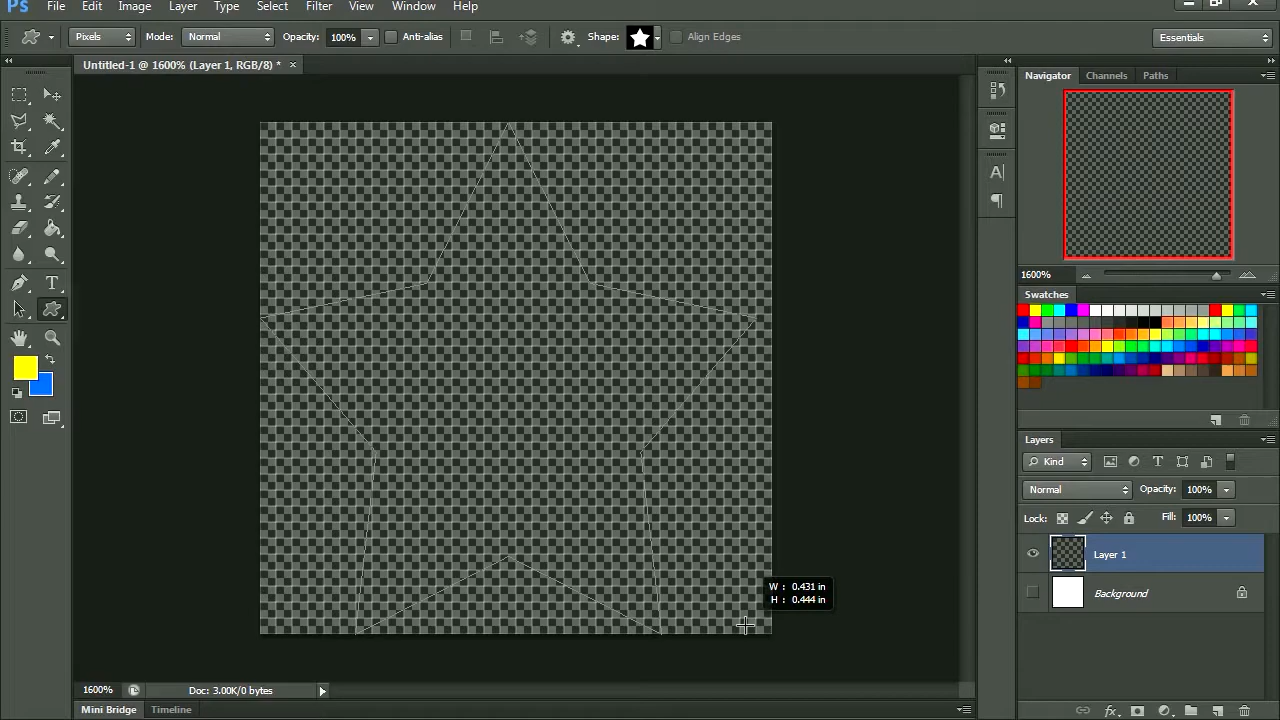 Ps File Edit Image Layer Type Select Filter View Window Help
Pixels Mode: Normal Opacity: 100% Anti-alias Shape: Align Edges Essentials
Untitled-1 @ 1600% (Layer 1, RGB/8) * ×
Navigator Channels Paths
1600%
Swatches
Layers
Kind
Normal Opacity: 100%
Lock: Fill: 100%
Layer 1
Background
W : 0.431 in
H : 0.444 in
1600% Doc: 3.00K/0 bytes
Mini Bridge Timeline